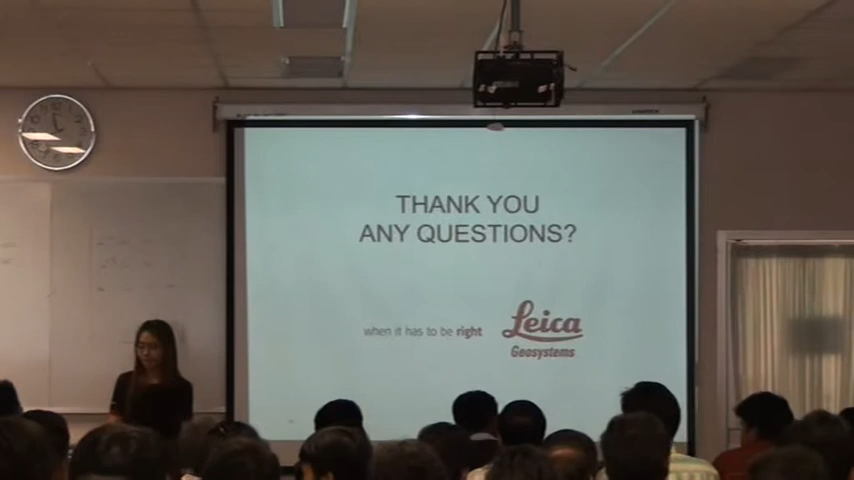 THANK YOU
ANY QUESTIONS?
when it has to be right
Leica
Geosystems